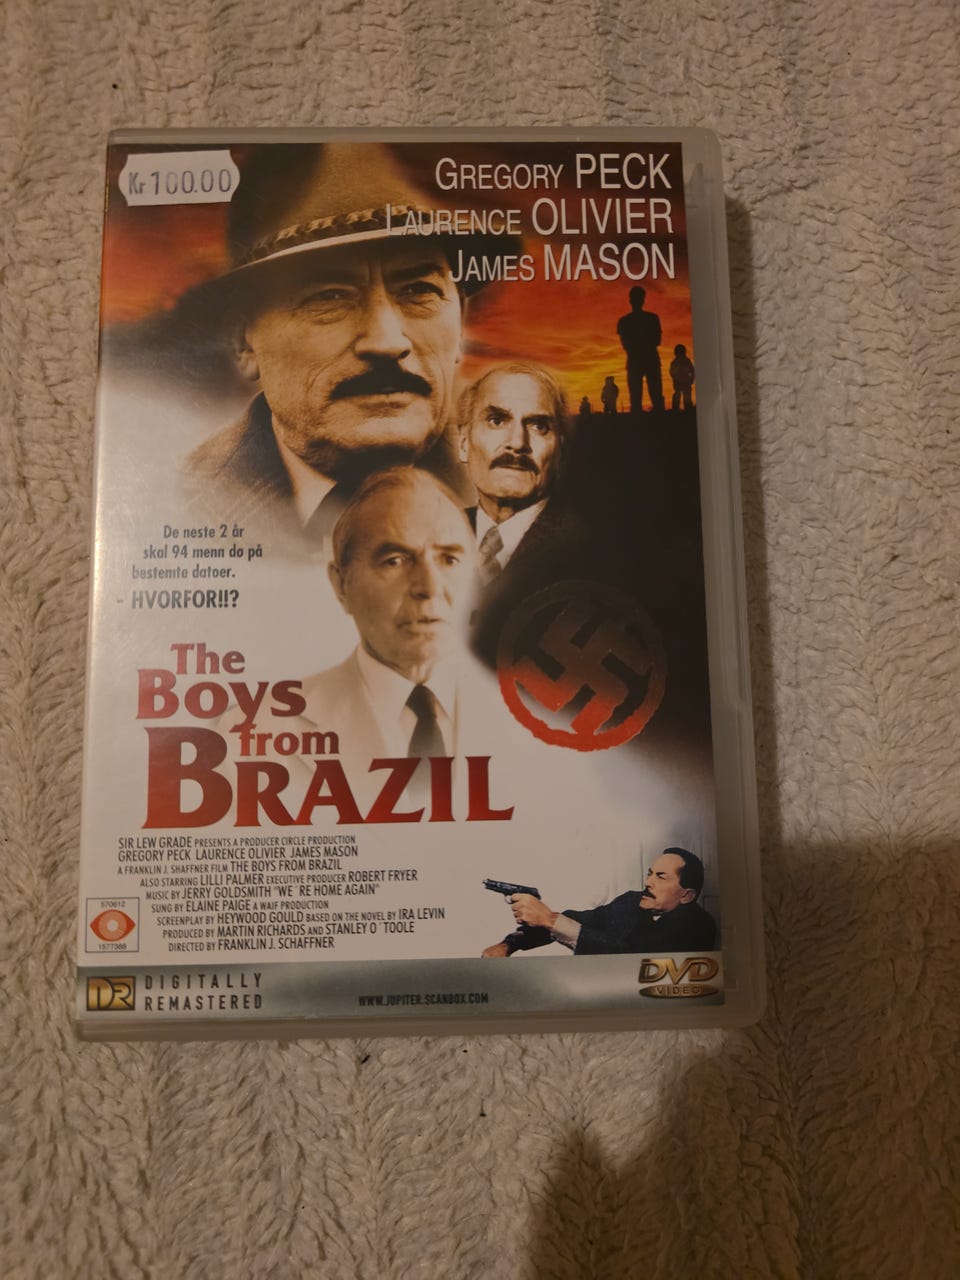 Kr 100.00
GREGORY PECK
LAURENCE OLIVIER
JAMES MASON
De neste 2 år
skal 94 menn dø på
bestemte datoer.
- HVORFOR!!?
The
Boys
from
BRAZIL
SIR LEW GRADE PRESENTS A PRODUCER CIRCLE PRODUCTION
GREGORY PECK LAURENCE OLIVIER JAMES MASON
A FRANKLIN J. SHAFFNER FILM THE BOYS FROM BRAZIL
ALSO STARRING LILLI PALMER EXECUTIVE PRODUCER ROBERT FRYER
MUSIC BY JERRY GOLDSMITH "WE´RE HOME AGAIN"
SUNG BY ELAINE PAIGE A WAIF PRODUCTION
SCREENPLAY BY HEYWOOD GOULD BASED ON THE NOVEL BY IRA LEVIN
PRODUCED BY MARTIN RICHARDS AND STANLEY O´TOOLE
DIRECTED BY FRANKLIN J. SCHAFFNER
570612
1577388
DR DIGITALLY
REMASTERED
WWW.JUPITER.SCANBOX.COM
DVD
VIDEO